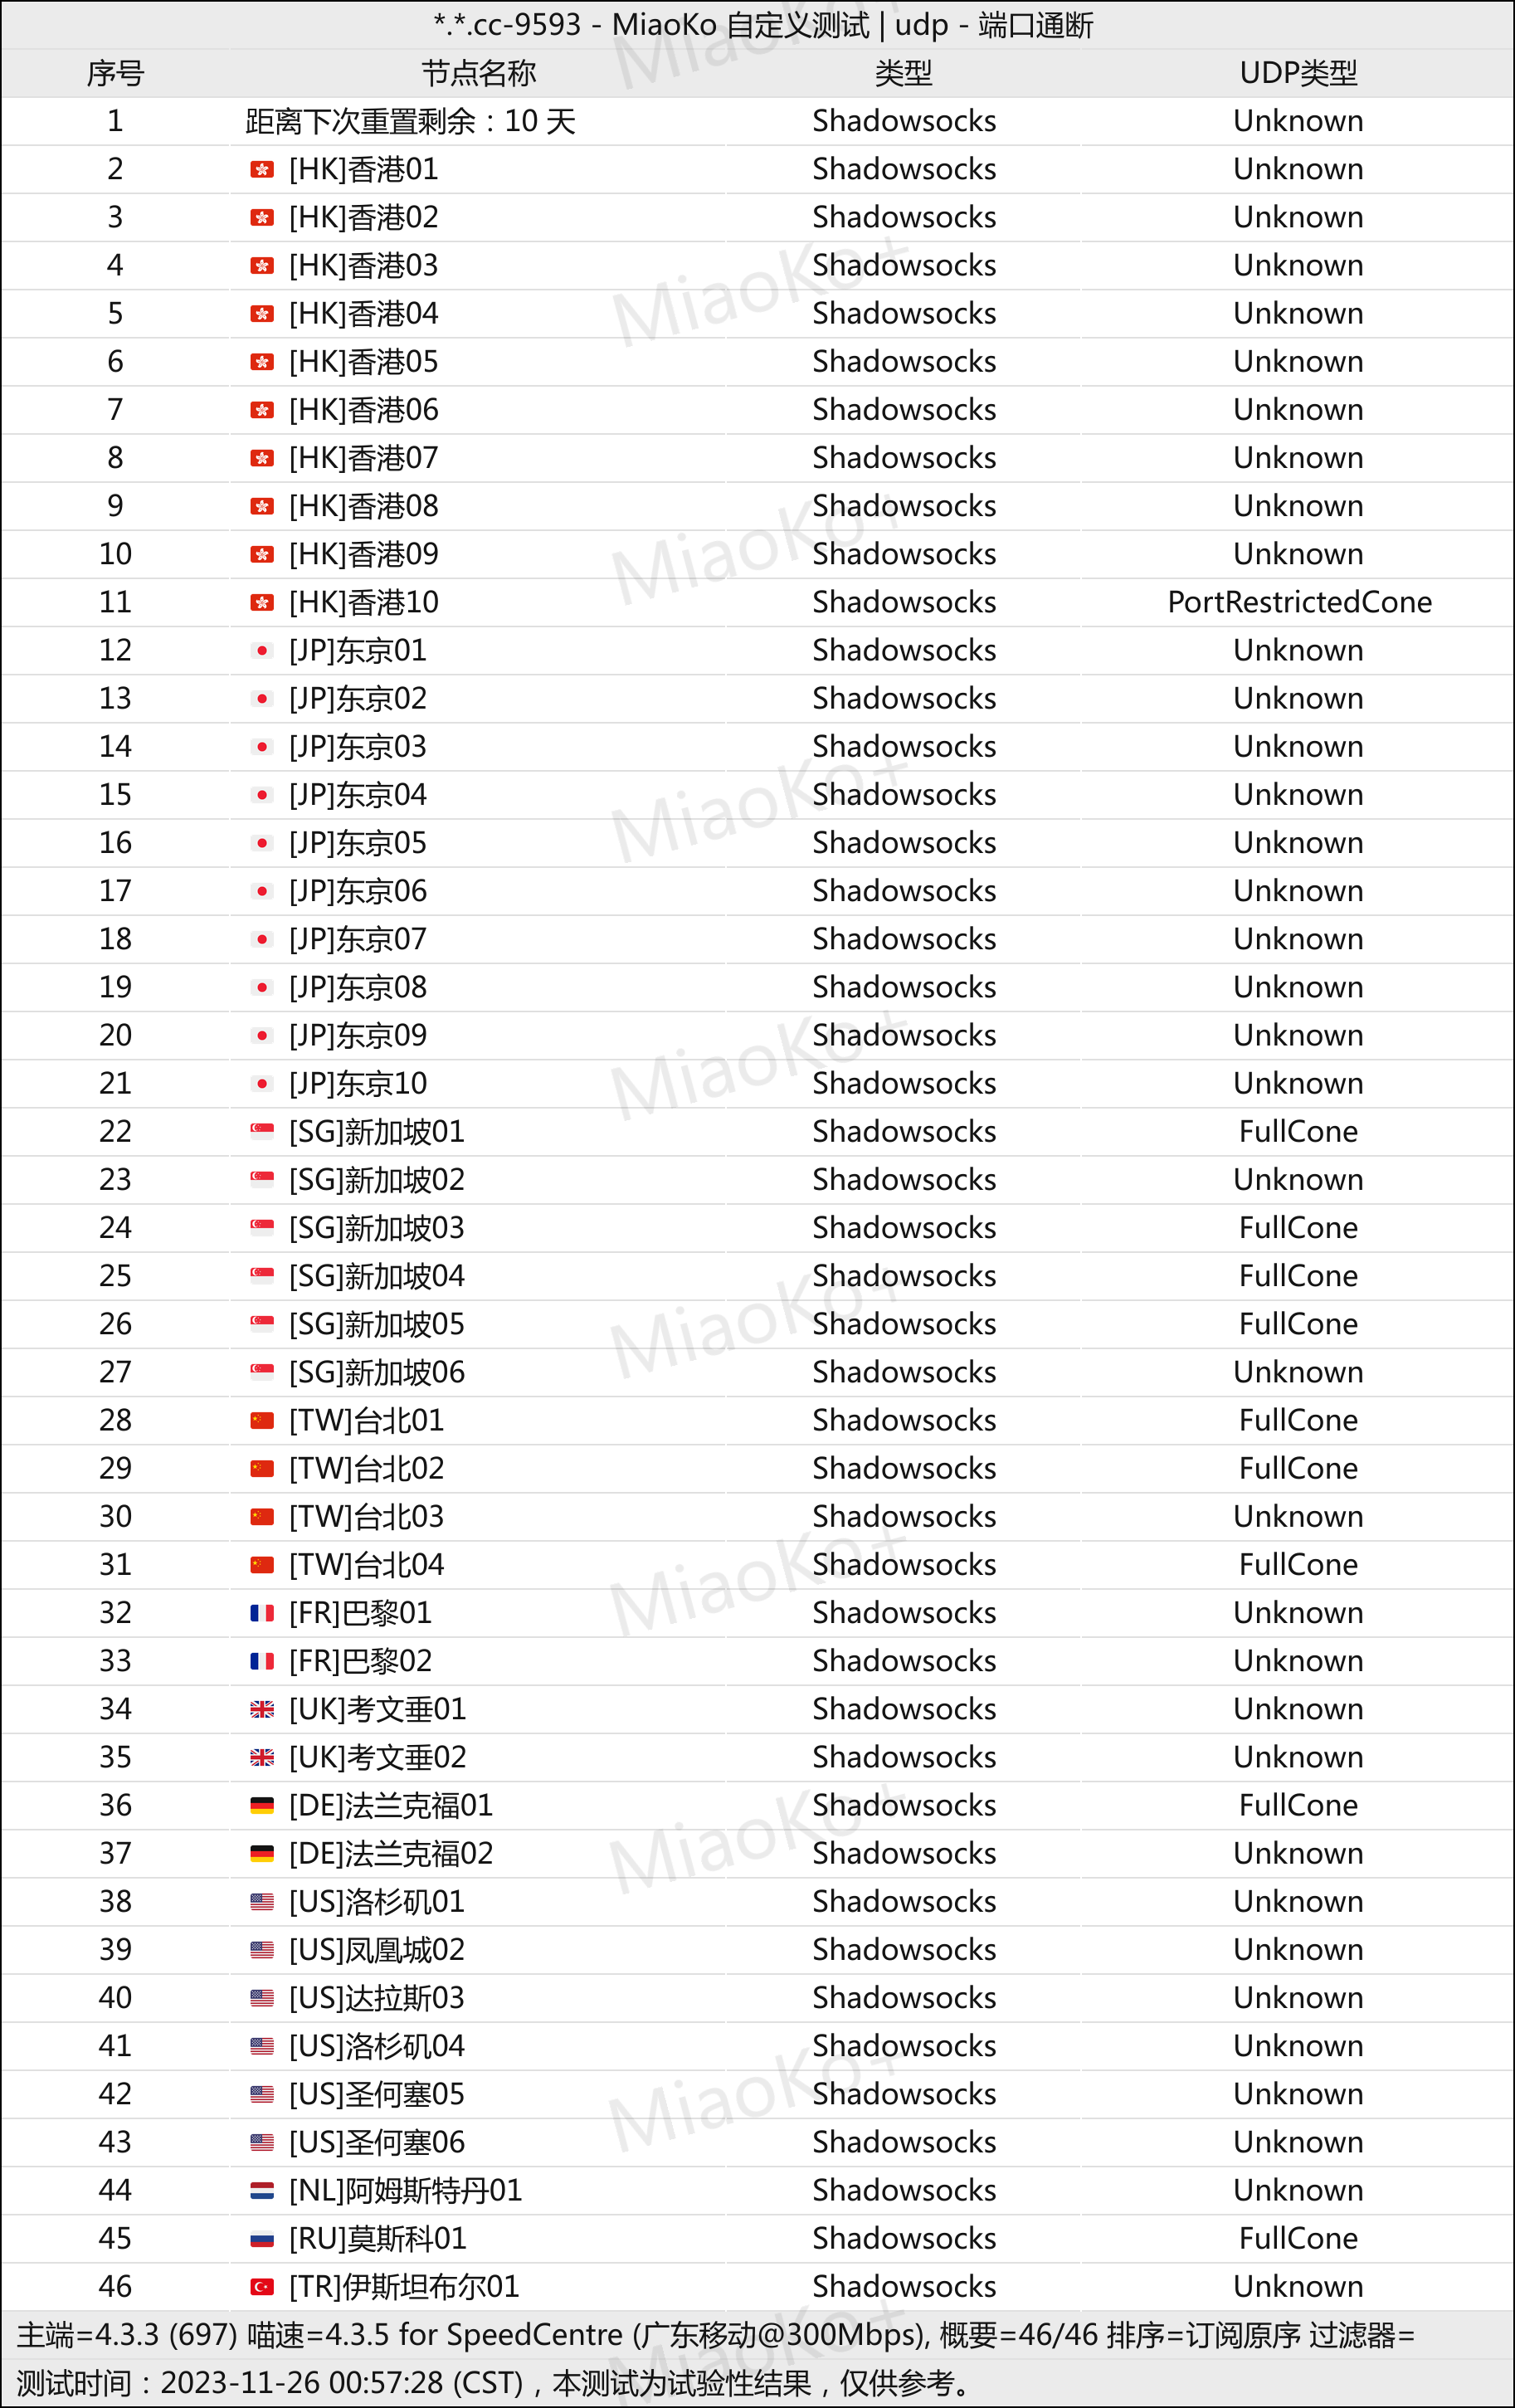 *.*.cc-9593 - MiaoKo 自定义测试 | udp - 端口通断
序号 节点名称 类型 UDP类型
1 距离下次重置剩余：10 天 Shadowsocks Unknown
2 [HK]香港01 Shadowsocks Unknown
3 [HK]香港02 Shadowsocks Unknown
4 [HK]香港03 Shadowsocks Unknown
5 [HK]香港04 Shadowsocks Unknown
6 [HK]香港05 Shadowsocks Unknown
7 [HK]香港06 Shadowsocks Unknown
8 [HK]香港07 Shadowsocks Unknown
9 [HK]香港08 Shadowsocks Unknown
10 [HK]香港09 Shadowsocks Unknown
11 [HK]香港10 Shadowsocks PortRestrictedCone
12 [JP]东京01 Shadowsocks Unknown
13 [JP]东京02 Shadowsocks Unknown
14 [JP]东京03 Shadowsocks Unknown
15 [JP]东京04 Shadowsocks Unknown
16 [JP]东京05 Shadowsocks Unknown
17 [JP]东京06 Shadowsocks Unknown
18 [JP]东京07 Shadowsocks Unknown
19 [JP]东京08 Shadowsocks Unknown
20 [JP]东京09 Shadowsocks Unknown
21 [JP]东京10 Shadowsocks Unknown
22 [SG]新加坡01 Shadowsocks FullCone
23 [SG]新加坡02 Shadowsocks Unknown
24 [SG]新加坡03 Shadowsocks FullCone
25 [SG]新加坡04 Shadowsocks FullCone
26 [SG]新加坡05 Shadowsocks FullCone
27 [SG]新加坡06 Shadowsocks Unknown
28 [TW]台北01 Shadowsocks FullCone
29 [TW]台北02 Shadowsocks FullCone
30 [TW]台北03 Shadowsocks Unknown
31 [TW]台北04 Shadowsocks FullCone
32 [FR]巴黎01 Shadowsocks Unknown
33 [FR]巴黎02 Shadowsocks Unknown
34 [UK]考文垂01 Shadowsocks Unknown
35 [UK]考文垂02 Shadowsocks Unknown
36 [DE]法兰克福01 Shadowsocks FullCone
37 [DE]法兰克福02 Shadowsocks Unknown
38 [US]洛杉矶01 Shadowsocks Unknown
39 [US]凤凰城02 Shadowsocks Unknown
40 [US]达拉斯03 Shadowsocks Unknown
41 [US]洛杉矶04 Shadowsocks Unknown
42 [US]圣何塞05 Shadowsocks Unknown
43 [US]圣何塞06 Shadowsocks Unknown
44 [NL]阿姆斯特丹01 Shadowsocks Unknown
45 [RU]莫斯科01 Shadowsocks FullCone
46 [TR]伊斯坦布尔01 Shadowsocks Unknown
主端=4.3.3 (697) 喵速=4.3.5 for SpeedCentre (广东移动@300Mbps), 概要=46/46 排序=订阅原序 过滤器=
测试时间：2023-11-26 00:57:28 (CST)，本测试为试验性结果，仅供参考。